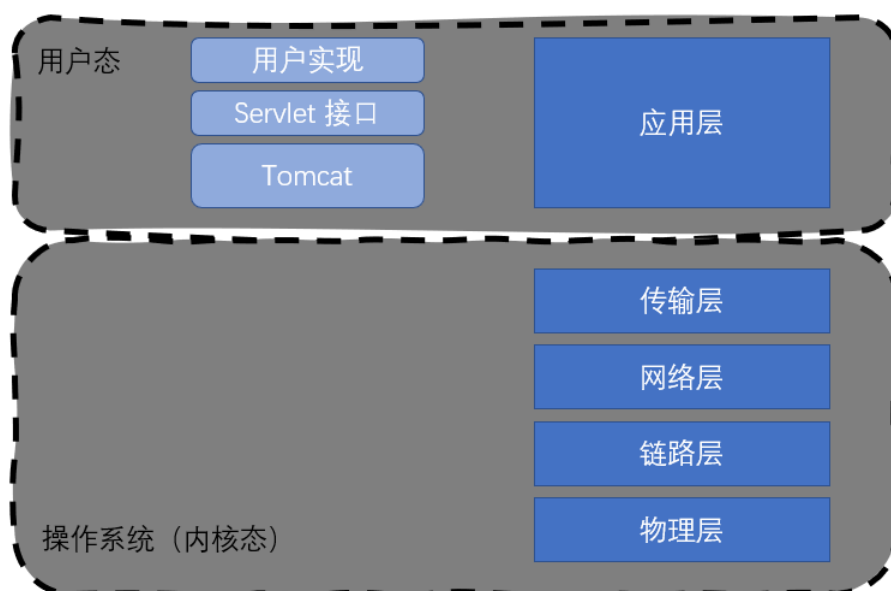 用户态
用户实现
Servlet 接口
Tomcat
应用层
传输层
网络层
链路层
物理层
操作系统（内核态）